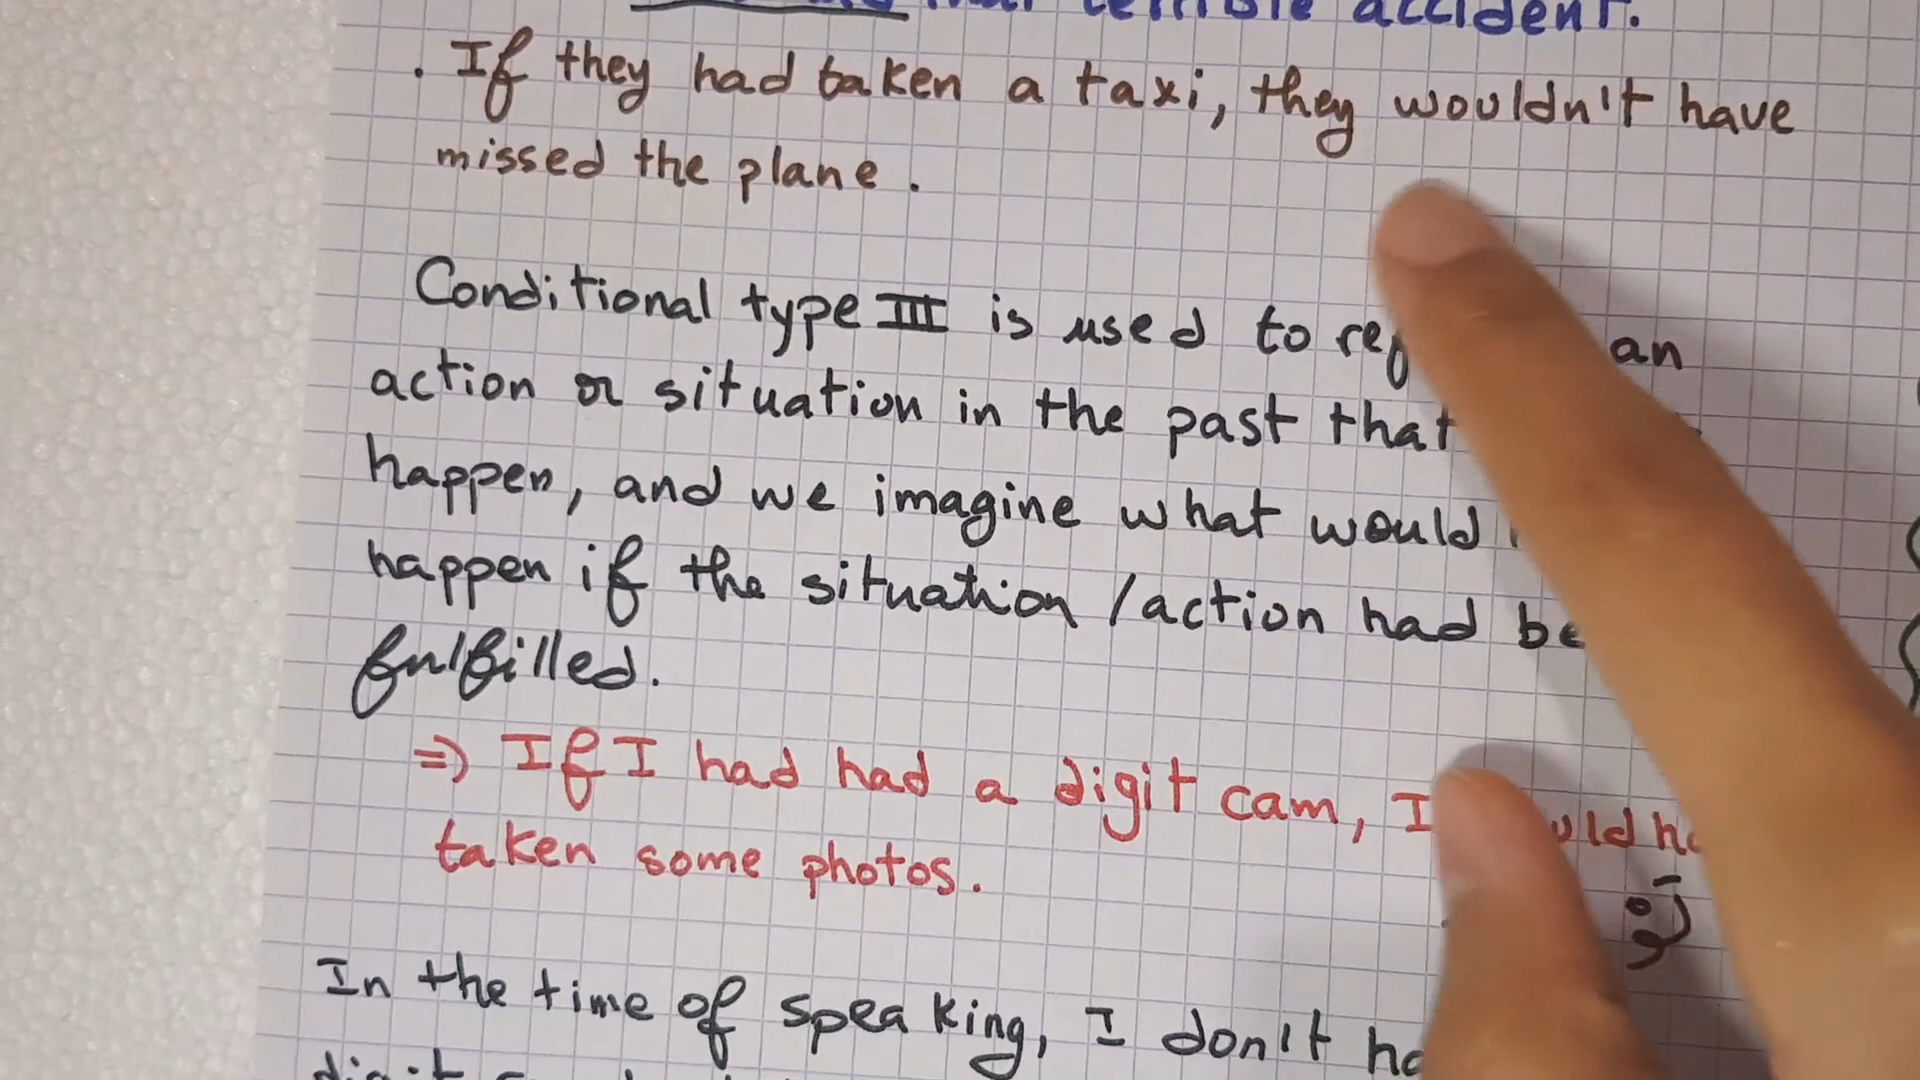 terrible accident.
. If they had taken a taxi, they wouldn't have
missed the plane.
Conditional type III is used to an
action or situation in the past that
happen, and we imagine what would
happen if the situation / action had
fulfilled.
=> If I had had a digit cam, I
taken some photos.
In the time of speaking, I don't